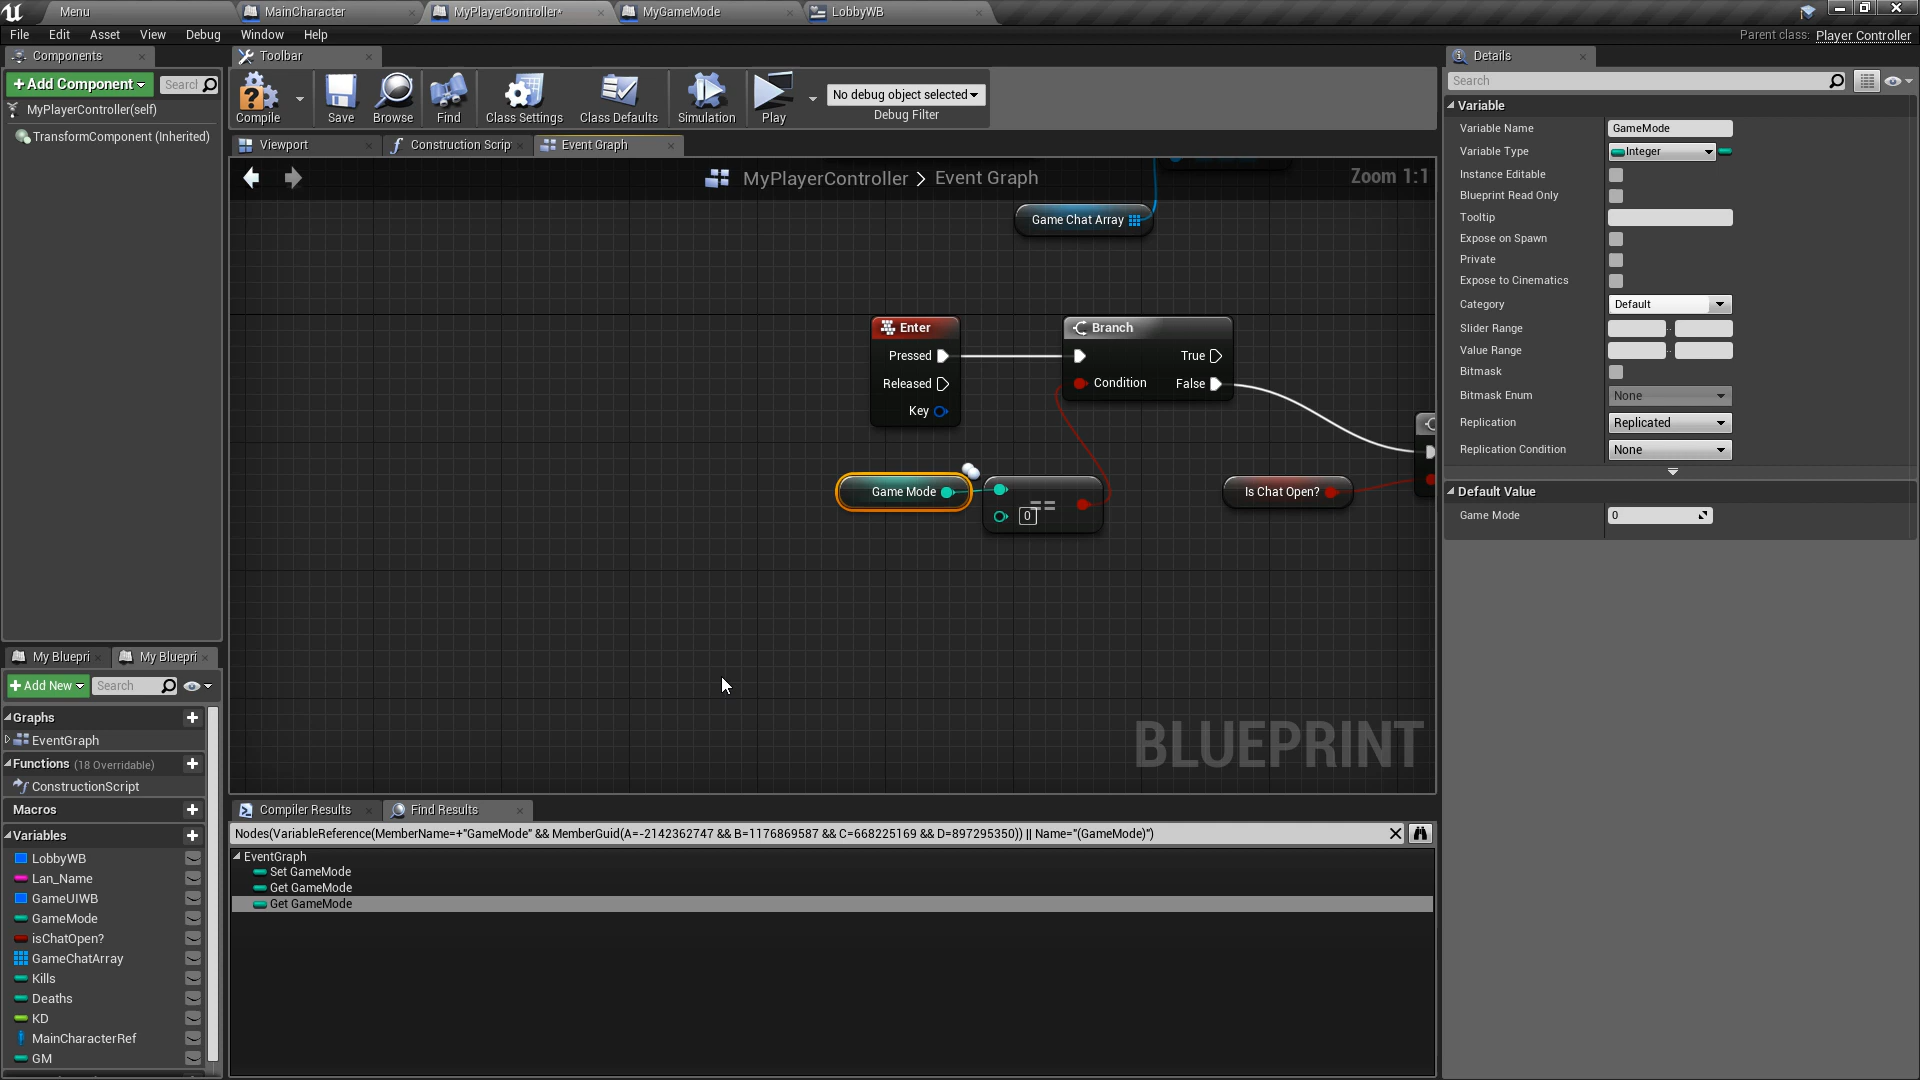 Menu
MainCharacter
MyPlayerController*
MyGameMode
LobbyWB
File
Edit
Asset
View
Debug
Window
Help
Parent class: Player Controller
Components
Toolbar
Details
+ Add Component
Search
MyPlayerController(self)
TransformComponent (Inherited)
Compile
Save
Browse
Find
Class Settings
Class Defaults
Simulation
Play
No debug object selected
Debug Filter
Viewport
Construction Scrip
Event Graph
MyPlayerController > Event Graph
Zoom 1:1
Game Chat Array
Enter
Pressed
Released
Key
Branch
True
Condition
False
Game Mode
0
==
Is Chat Open?
BLUEPRINT
Search
Variable
Variable Name
GameMode
Variable Type
Integer
Instance Editable
Blueprint Read Only
Tooltip
Expose on Spawn
Private
Expose to Cinematics
Category
Default
Slider Range
Value Range
Bitmask
Bitmask Enum
None
Replication
Replicated
Replication Condition
None
Default Value
Game Mode
0
My Bluepri
My Bluepri
+ Add New
Search
Graphs
EventGraph
Functions (18 Overridable)
ConstructionScript
Macros
Variables
LobbyWB
Lan_Name
GameUIWB
GameMode
isChatOpen?
GameChatArray
Kills
Deaths
KD
MainCharacterRef
GM
Compiler Results
Find Results
Nodes(VariableReference(MemberName=+"GameMode" && MemberGuid(A=-2142362747 && B=1176869587 && C=668225169 && D=897295350)) || Name="(GameMode)")
EventGraph
Set GameMode
Get GameMode
Get GameMode